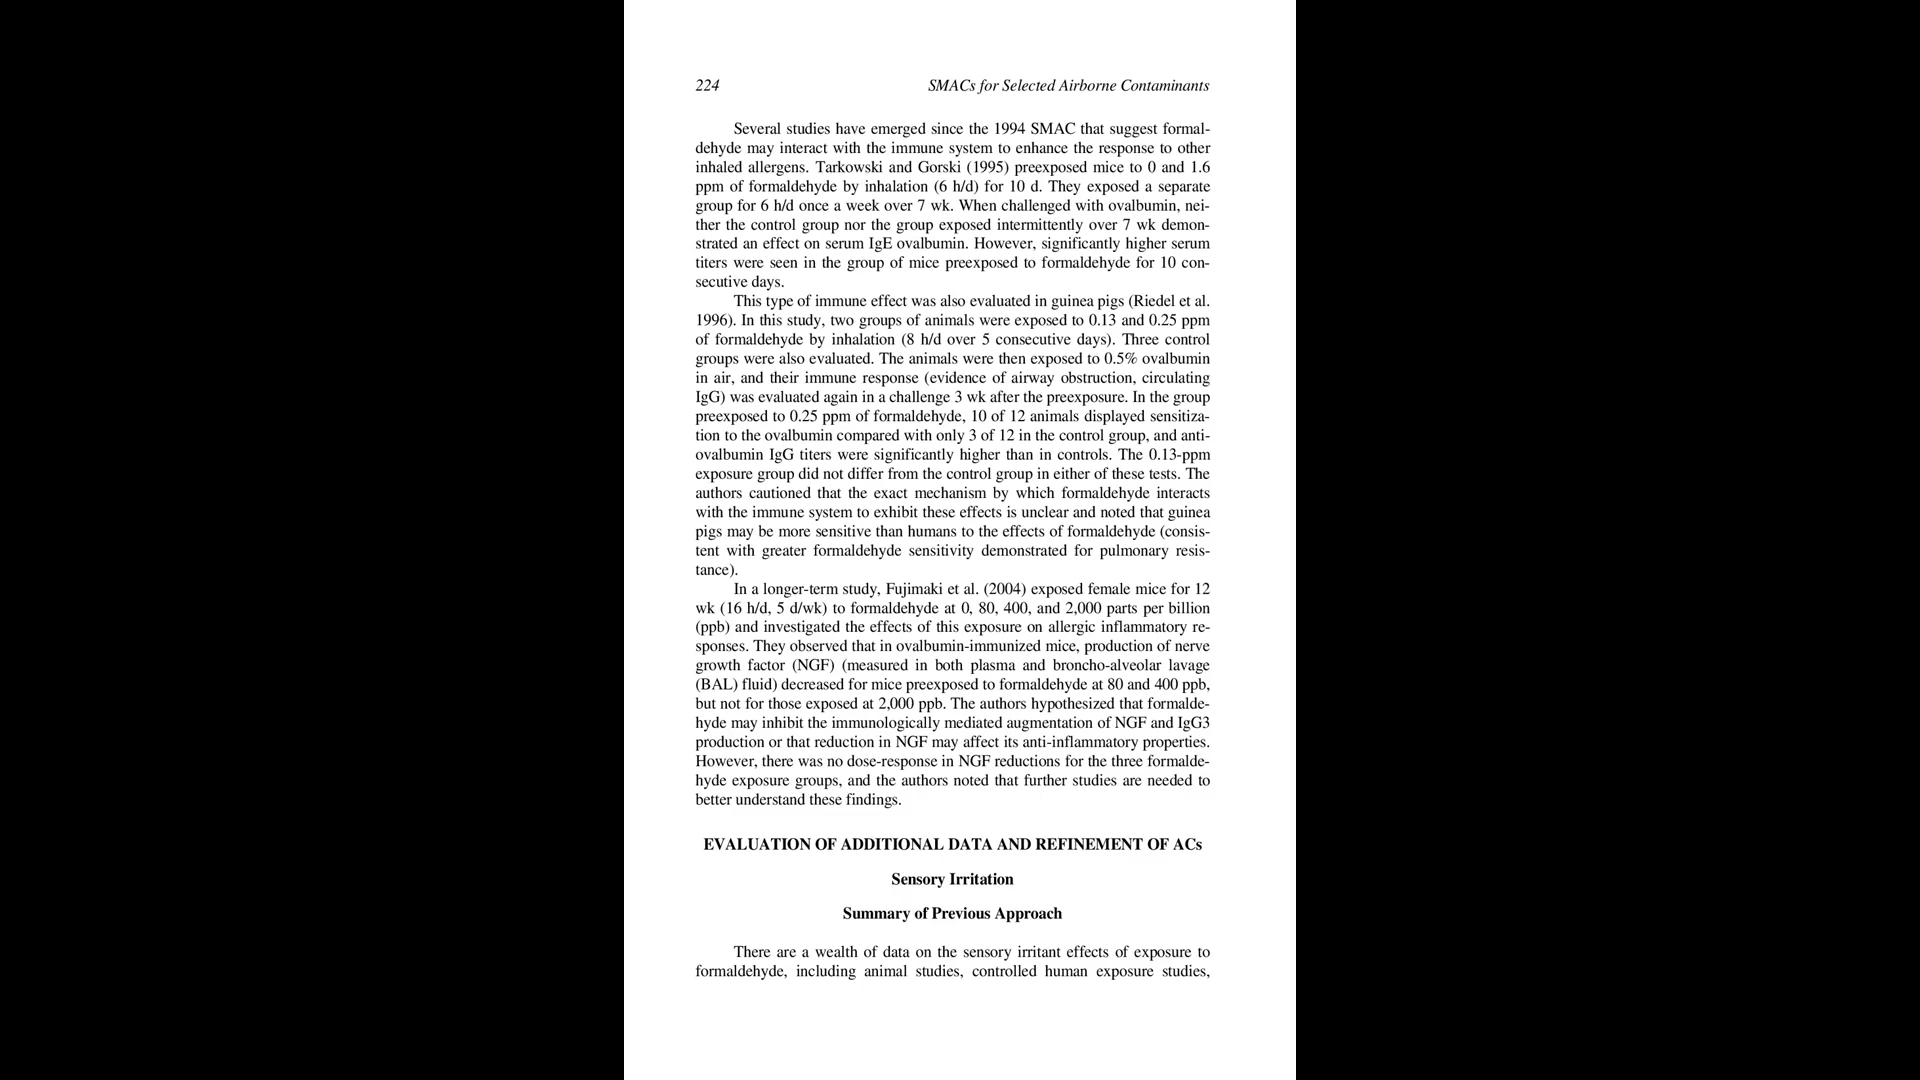 224 SMACs for Selected Airborne Contaminants
Several studies have emerged since the 1994 SMAC that suggest formal-
dehyde may interact with the immune system to enhance the response to other
inhaled allergens. Tarkowski and Gorski (1995) preexposed mice to 0 and 1.6
ppm of formaldehyde by inhalation (6 h/d) for 10 d. They exposed a separate
group for 6 h/d once a week over 7 wk. When challenged with ovalbumin, nei-
ther the control group nor the group exposed intermittently over 7 wk demon-
strated an effect on serum IgE ovalbumin. However, significantly higher serum
titers were seen in the group of mice preexposed to formaldehyde for 10 con-
secutive days.
This type of immune effect was also evaluated in guinea pigs (Riedel et al.
1996). In this study, two groups of animals were exposed to 0.13 and 0.25 ppm
of formaldehyde by inhalation (8 h/d over 5 consecutive days). Three control
groups were also evaluated. The animals were then exposed to 0.5% ovalbumin
in air, and their immune response (evidence of airway obstruction, circulating
IgG) was evaluated again in a challenge 3 wk after the preexposure. In the group
preexposed to 0.25 ppm of formaldehyde, 10 of 12 animals displayed sensitiza-
tion to the ovalbumin compared with only 3 of 12 in the control group, and anti-
ovalbumin IgG titers were significantly higher than in controls. The 0.13-ppm
exposure group did not differ from the control group in either of these tests. The
authors cautioned that the exact mechanism by which formaldehyde interacts
with the immune system to exhibit these effects is unclear and noted that guinea
pigs may be more sensitive than humans to the effects of formaldehyde (consis-
tent with greater formaldehyde sensitivity demonstrated for pulmonary resis-
tance).
In a longer-term study, Fujimaki et al. (2004) exposed female mice for 12
wk (16 h/d, 5 d/wk) to formaldehyde at 0, 80, 400, and 2,000 parts per billion
(ppb) and investigated the effects of this exposure on allergic inflammatory re-
sponses. They observed that in ovalbumin-immunized mice, production of nerve
growth factor (NGF) (measured in both plasma and broncho-alveolar lavage
(BAL) fluid) decreased for mice preexposed to formaldehyde at 80 and 400 ppb,
but not for those exposed at 2,000 ppb. The authors hypothesized that formalde-
hyde may inhibit the immunologically mediated augmentation of NGF and IgG3
production or that reduction in NGF may affect its anti-inflammatory properties.
However, there was no dose-response in NGF reductions for the three formalde-
hyde exposure groups, and the authors noted that further studies are needed to
better understand these findings.
EVALUATION OF ADDITIONAL DATA AND REFINEMENT OF ACs
Sensory Irritation
Summary of Previous Approach
There are a wealth of data on the sensory irritant effects of exposure to
formaldehyde, including animal studies, controlled human exposure studies,